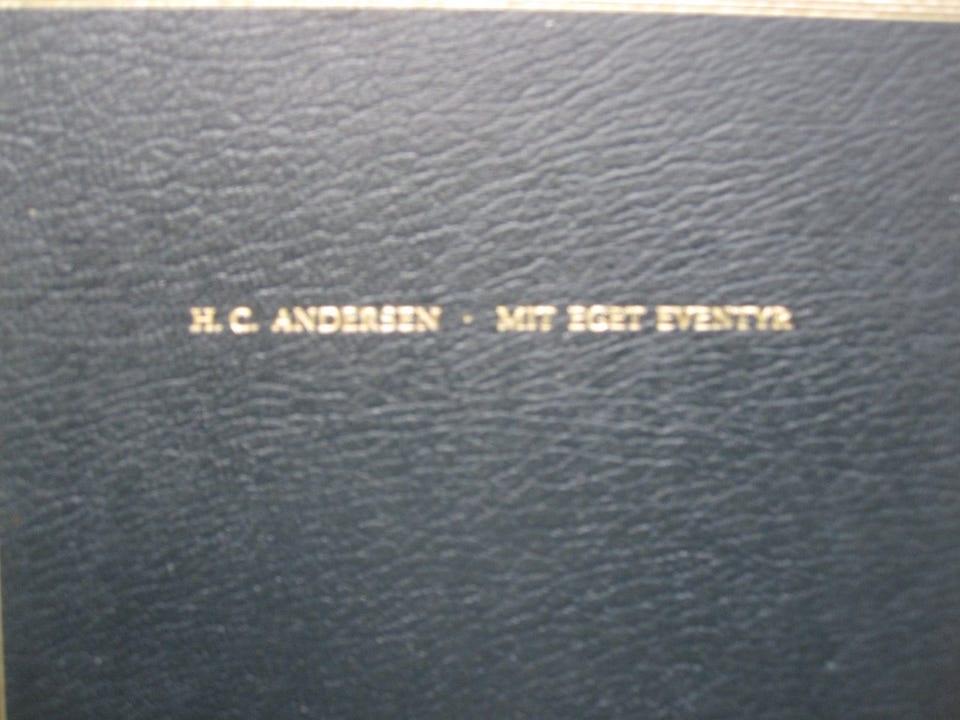 H. C. ANDERSEN · MIT EGET EVENTYR